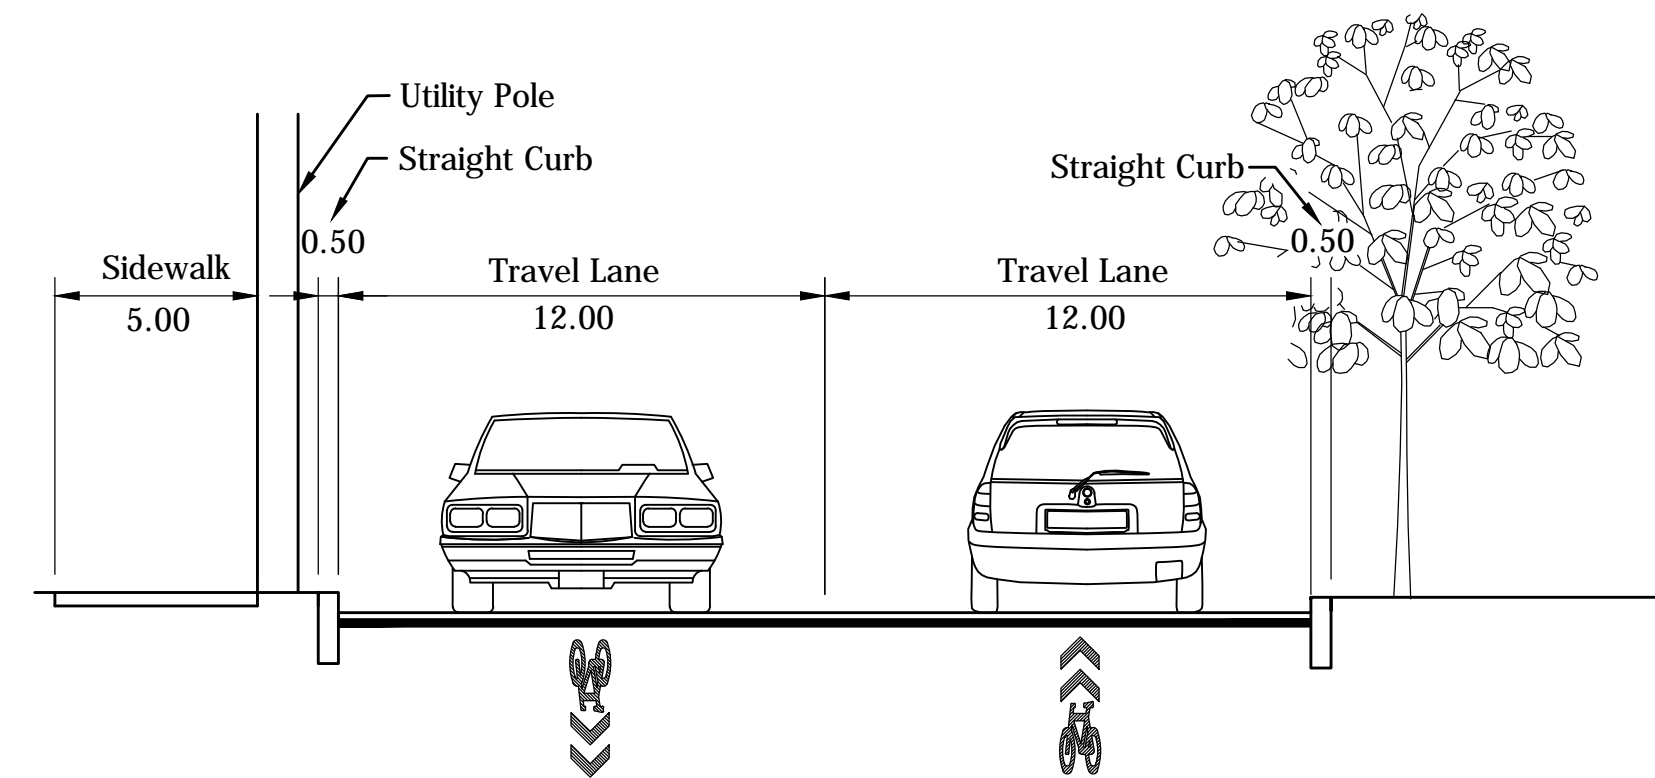 Utility Pole
Straight Curb
Straight Curb
0.50
0.50
Sidewalk
Travel Lane
Travel Lane
5.00
12.00
12.00